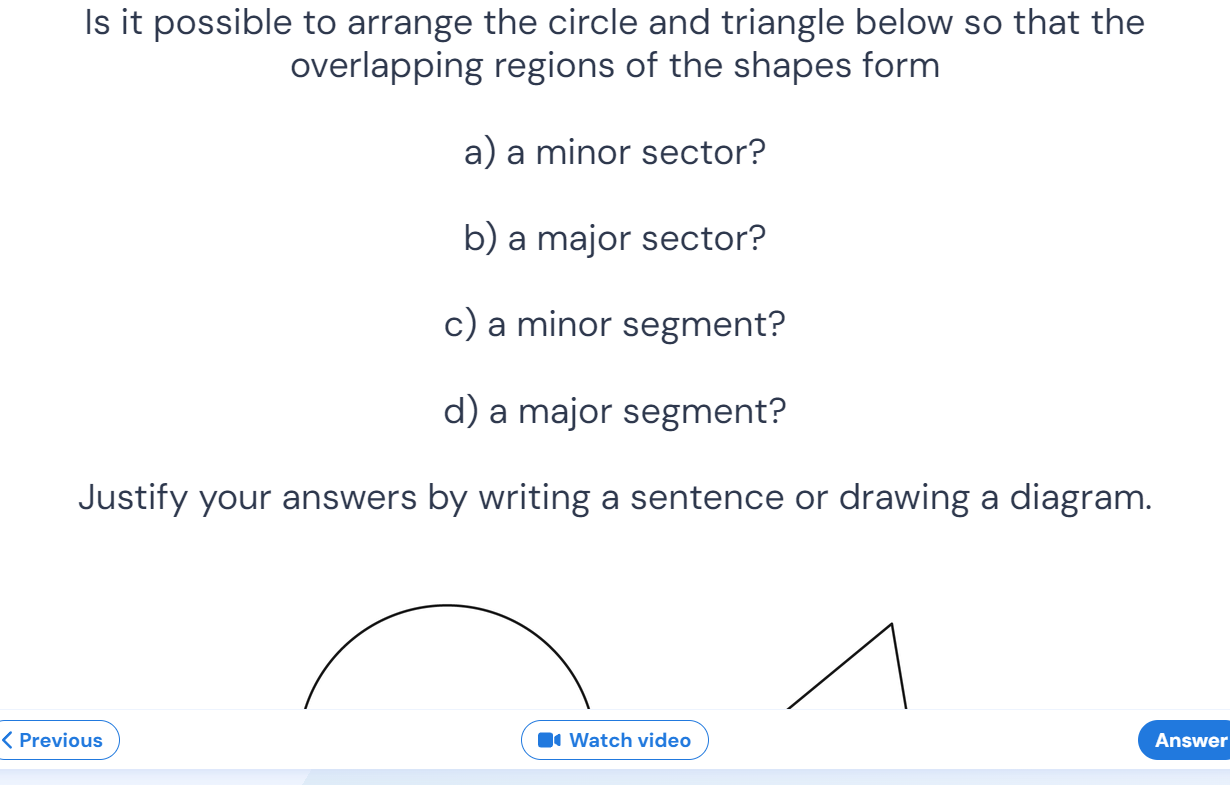 Is it possible to arrange the circle and triangle below so that the
overlapping regions of the shapes form
a) a minor sector?
b) a major sector?
c) a minor segment?
d) a major segment?
Justify your answers by writing a sentence or drawing a diagram.
Previous
Watch video
Answer